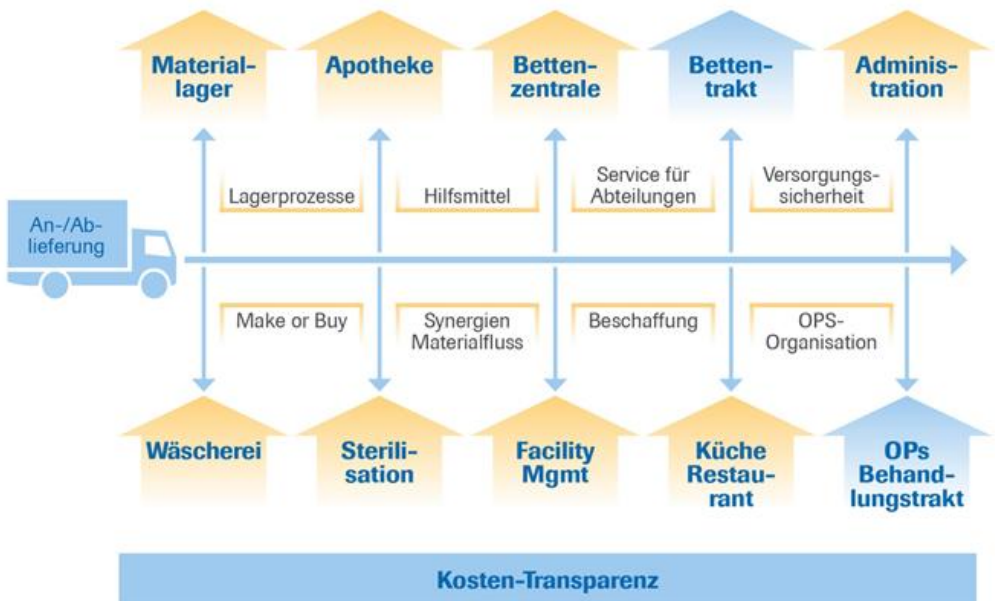 Material-
lager
Apotheke
Betten-
zentrale
Betten-
trakt
Adminis-
tration
Lagerprozesse
Hilfsmittel
Service für
Abteilungen
Versorgungs-
sicherheit
An-/Ab-
lieferung
Make or Buy
Synergien
Materialfluss
Beschaffung
OPS-
Organisation
Wäscherei
Sterili-
sation
Facility
Mgmt
Küche
Restau-
rant
OPs
Behand-
lungstrakt
Kosten-Transparenz